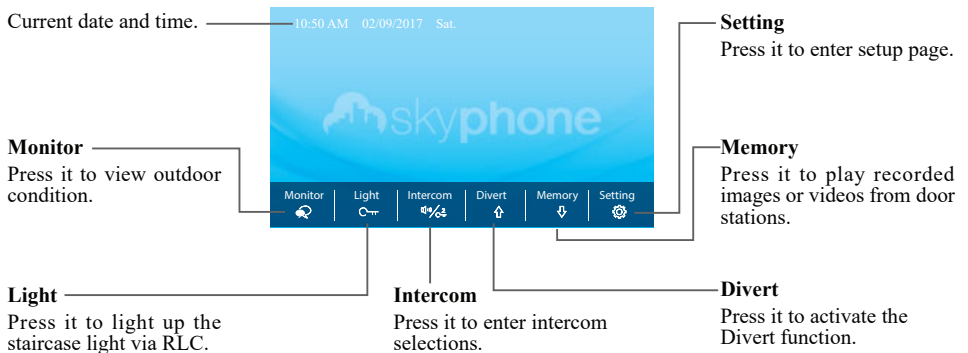 Current date and time.
10:50 AM 02/09/2017 Sat.
Setting
Press it to enter setup page.
skyphone
Monitor
Press it to view outdoor
condition.
Memory
Press it to play recorded
images or videos from door
stations.
Monitor Light Intercom Divert Memory Setting
Light
Press it to light up the
staircase light via RLC.
Intercom
Press it to enter intercom
selections.
Divert
Press it to activate the
Divert function.